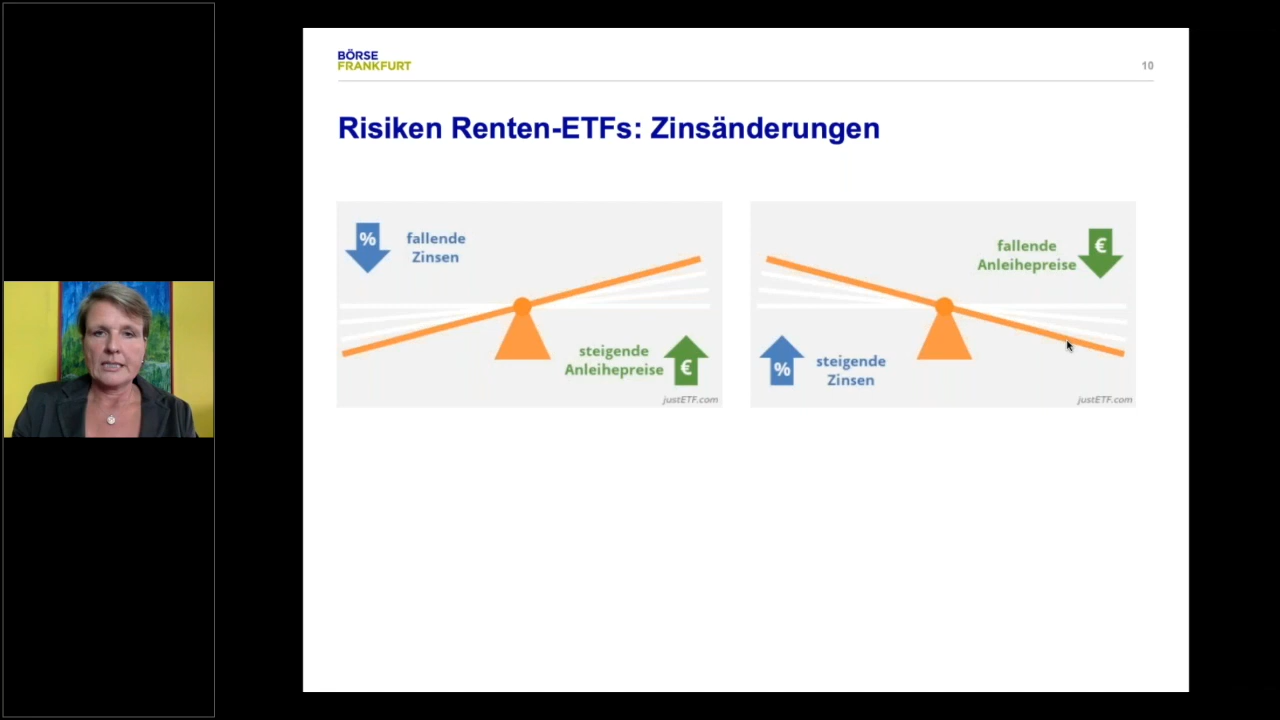 BÖRSE
FRANKFURT
10
Risiken Renten-ETFs: Zinsänderungen
%
fallende
Zinsen
steigende
Anleihepreise
€
justETF.com
fallende
Anleihepreise
€
%
steigende
Zinsen
justETF.com